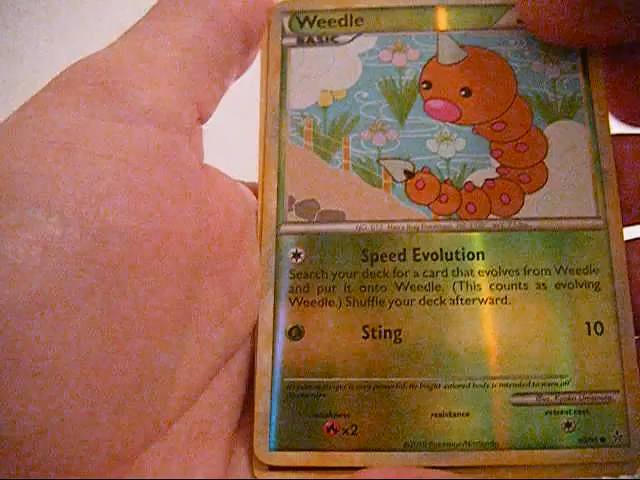 Weedle
BASIC
Speed Evolution
Search your deck for a card that evolves from Weedle
and put it onto Weedle. (This counts as evolving
Weedle.) Shuffle your deck afterward.
Sting 10
weakness resistance retreat cost
x2